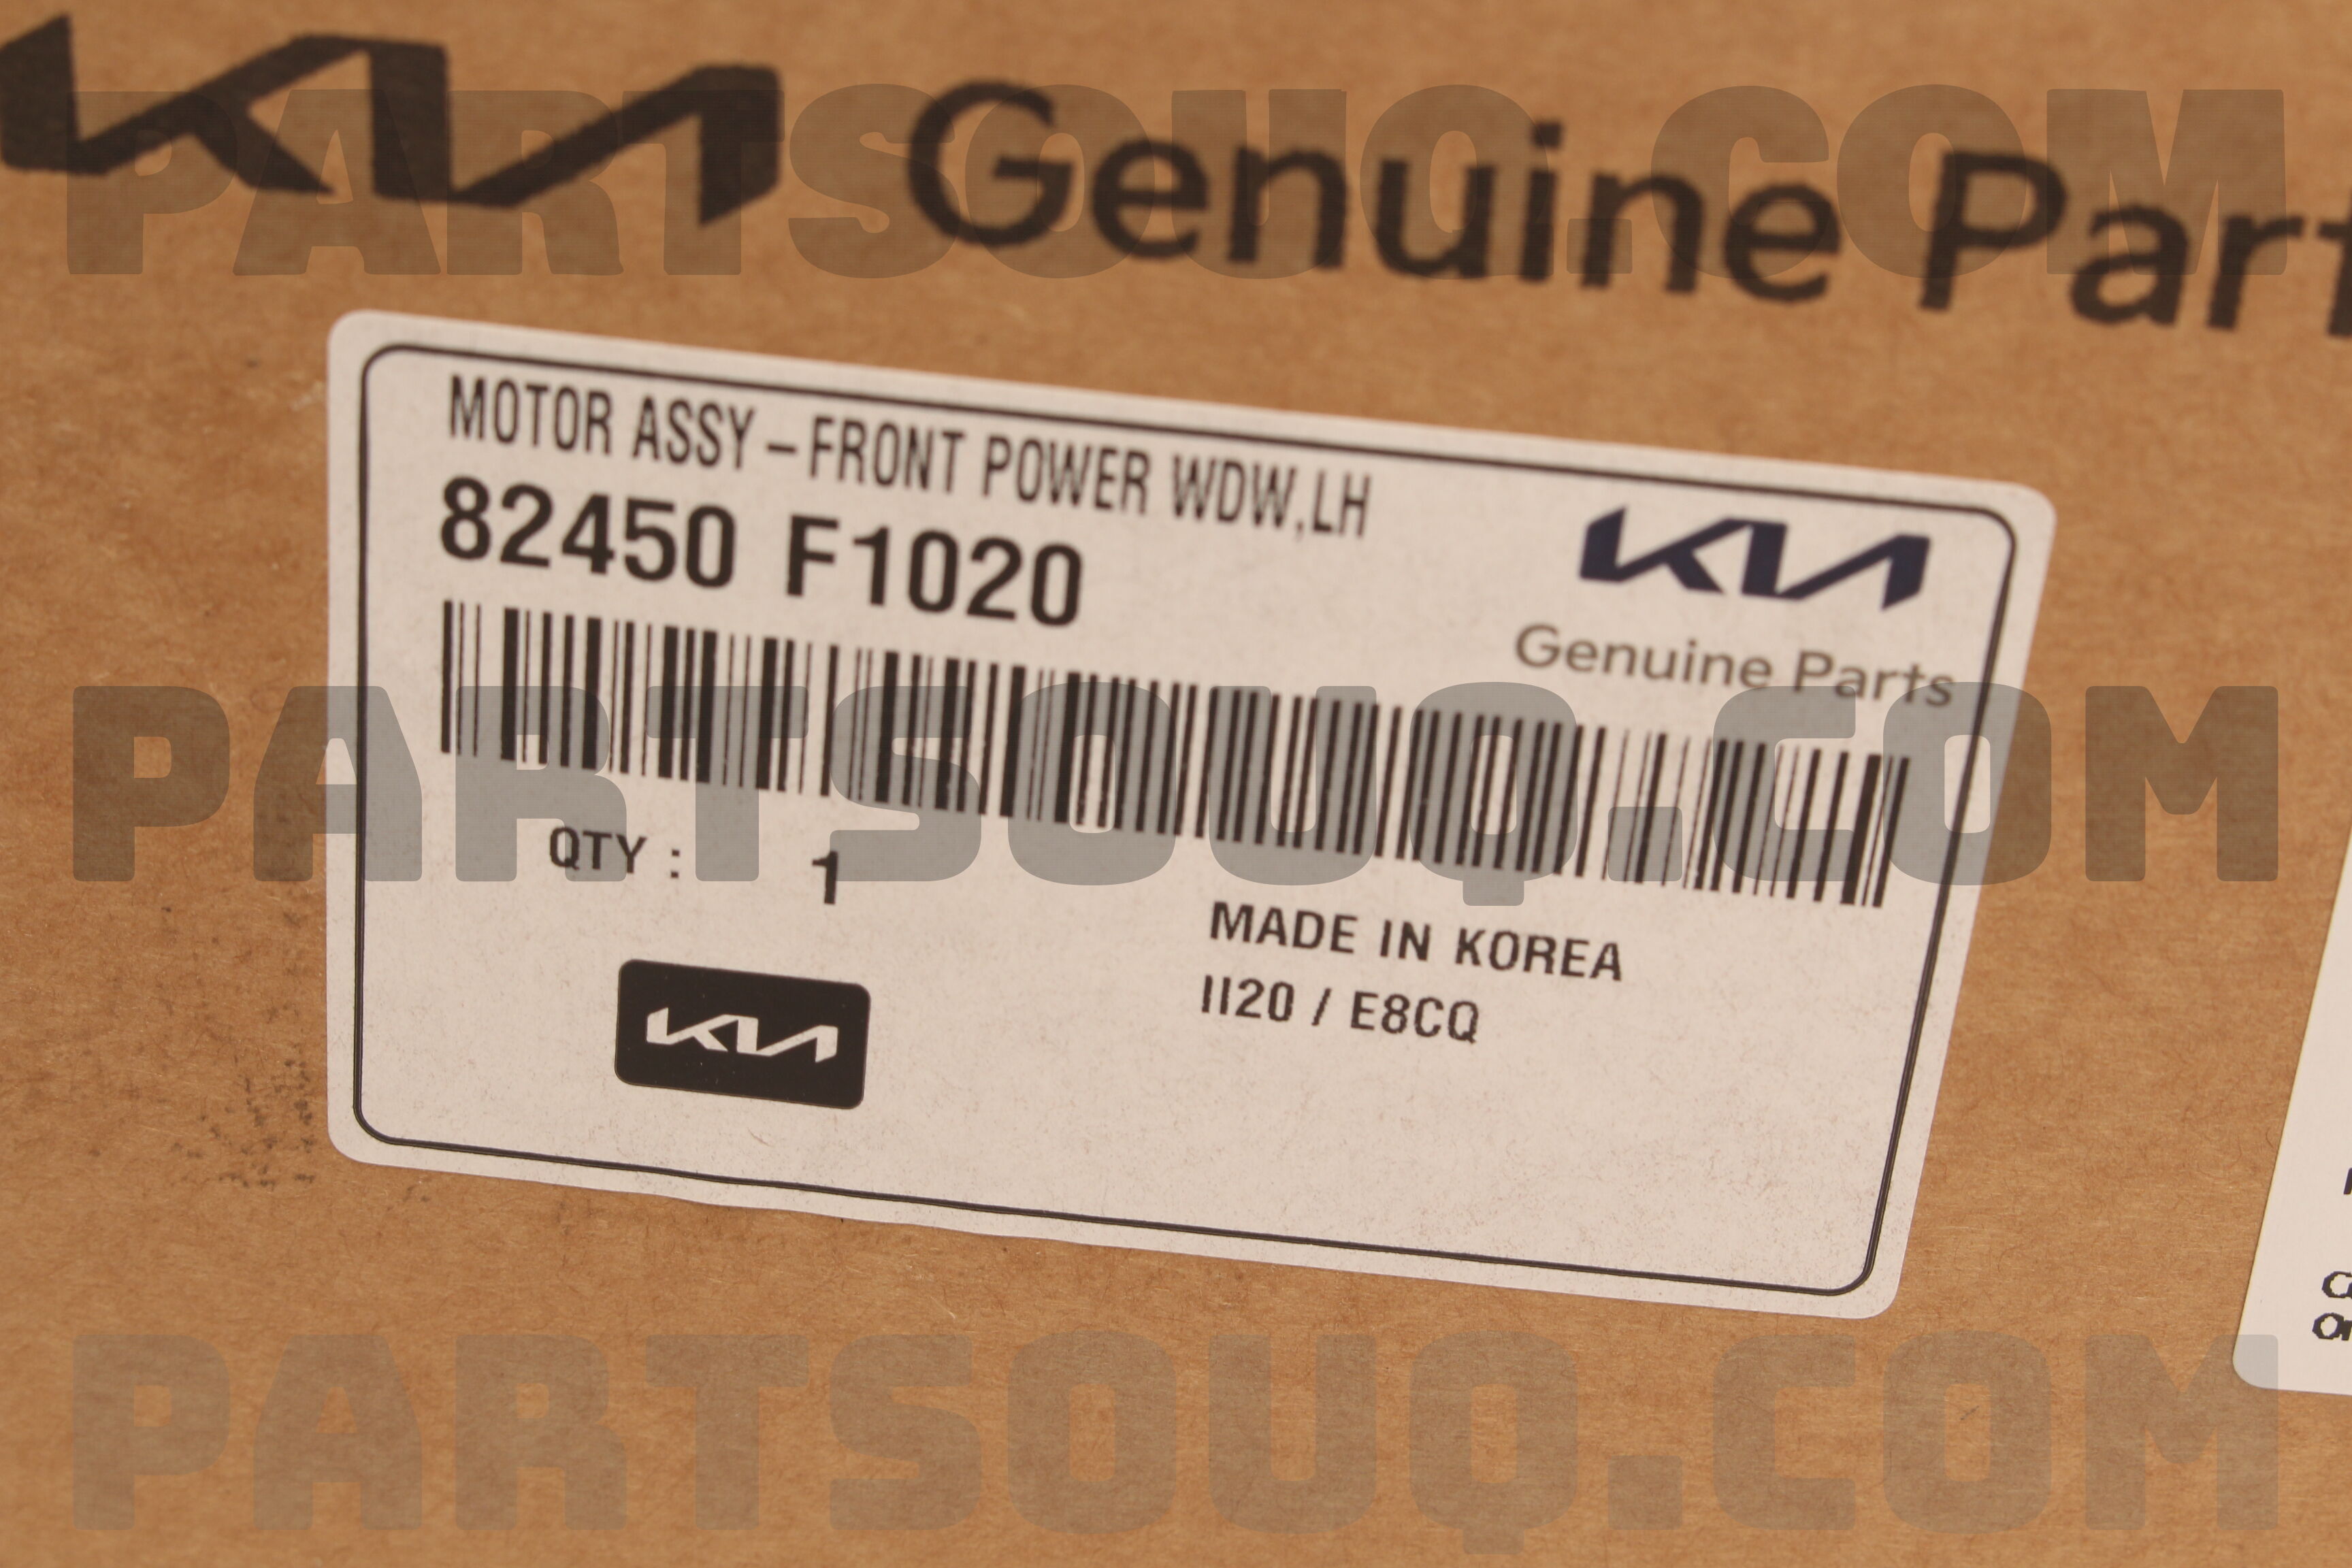 KIA Genuine Part
PARTSOUQ.COM
MOTOR ASSY – FRONT POWER WDW,LH
82450 F1020
KIA
Genuine Parts
PARTSOUQ.COM
QTY : 1
MADE IN KOREA
II20 / E8CQ
KIA
PARTSOUQ.COM